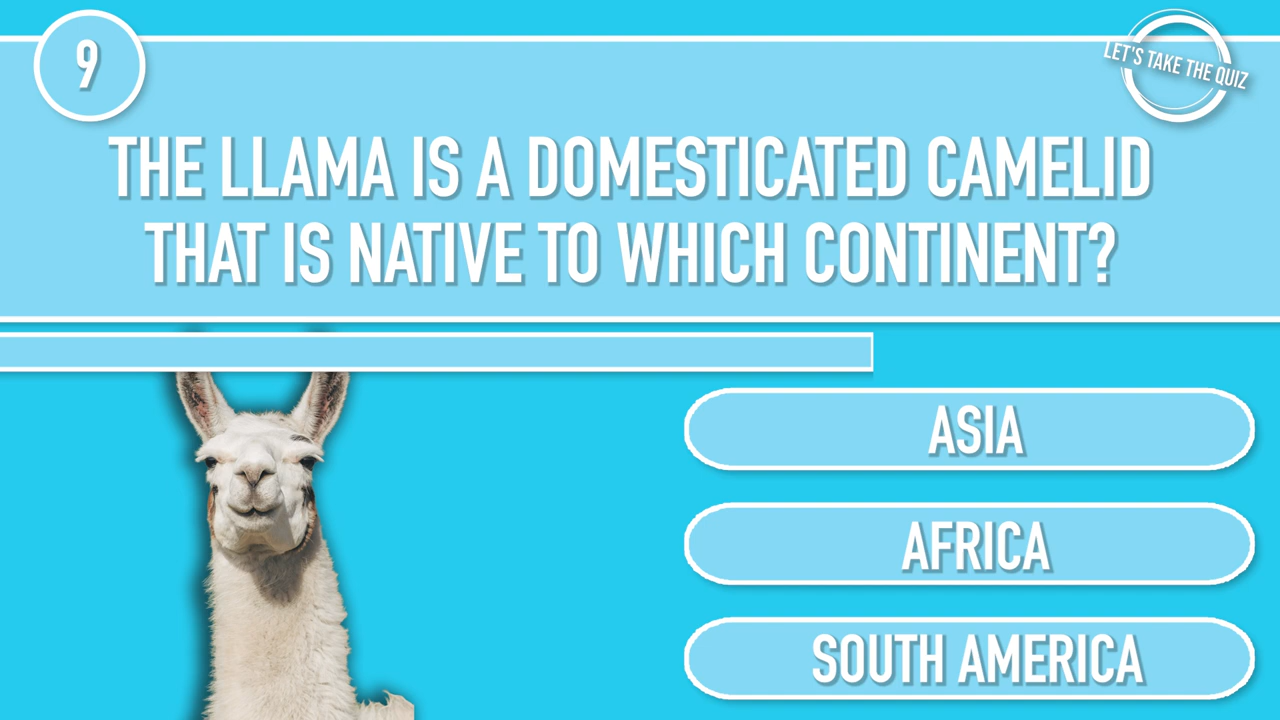 9
LET'S TAKE THE QUIZ
THE LLAMA IS A DOMESTICATED CAMELID
THAT IS NATIVE TO WHICH CONTINENT?
ASIA
AFRICA
SOUTH AMERICA